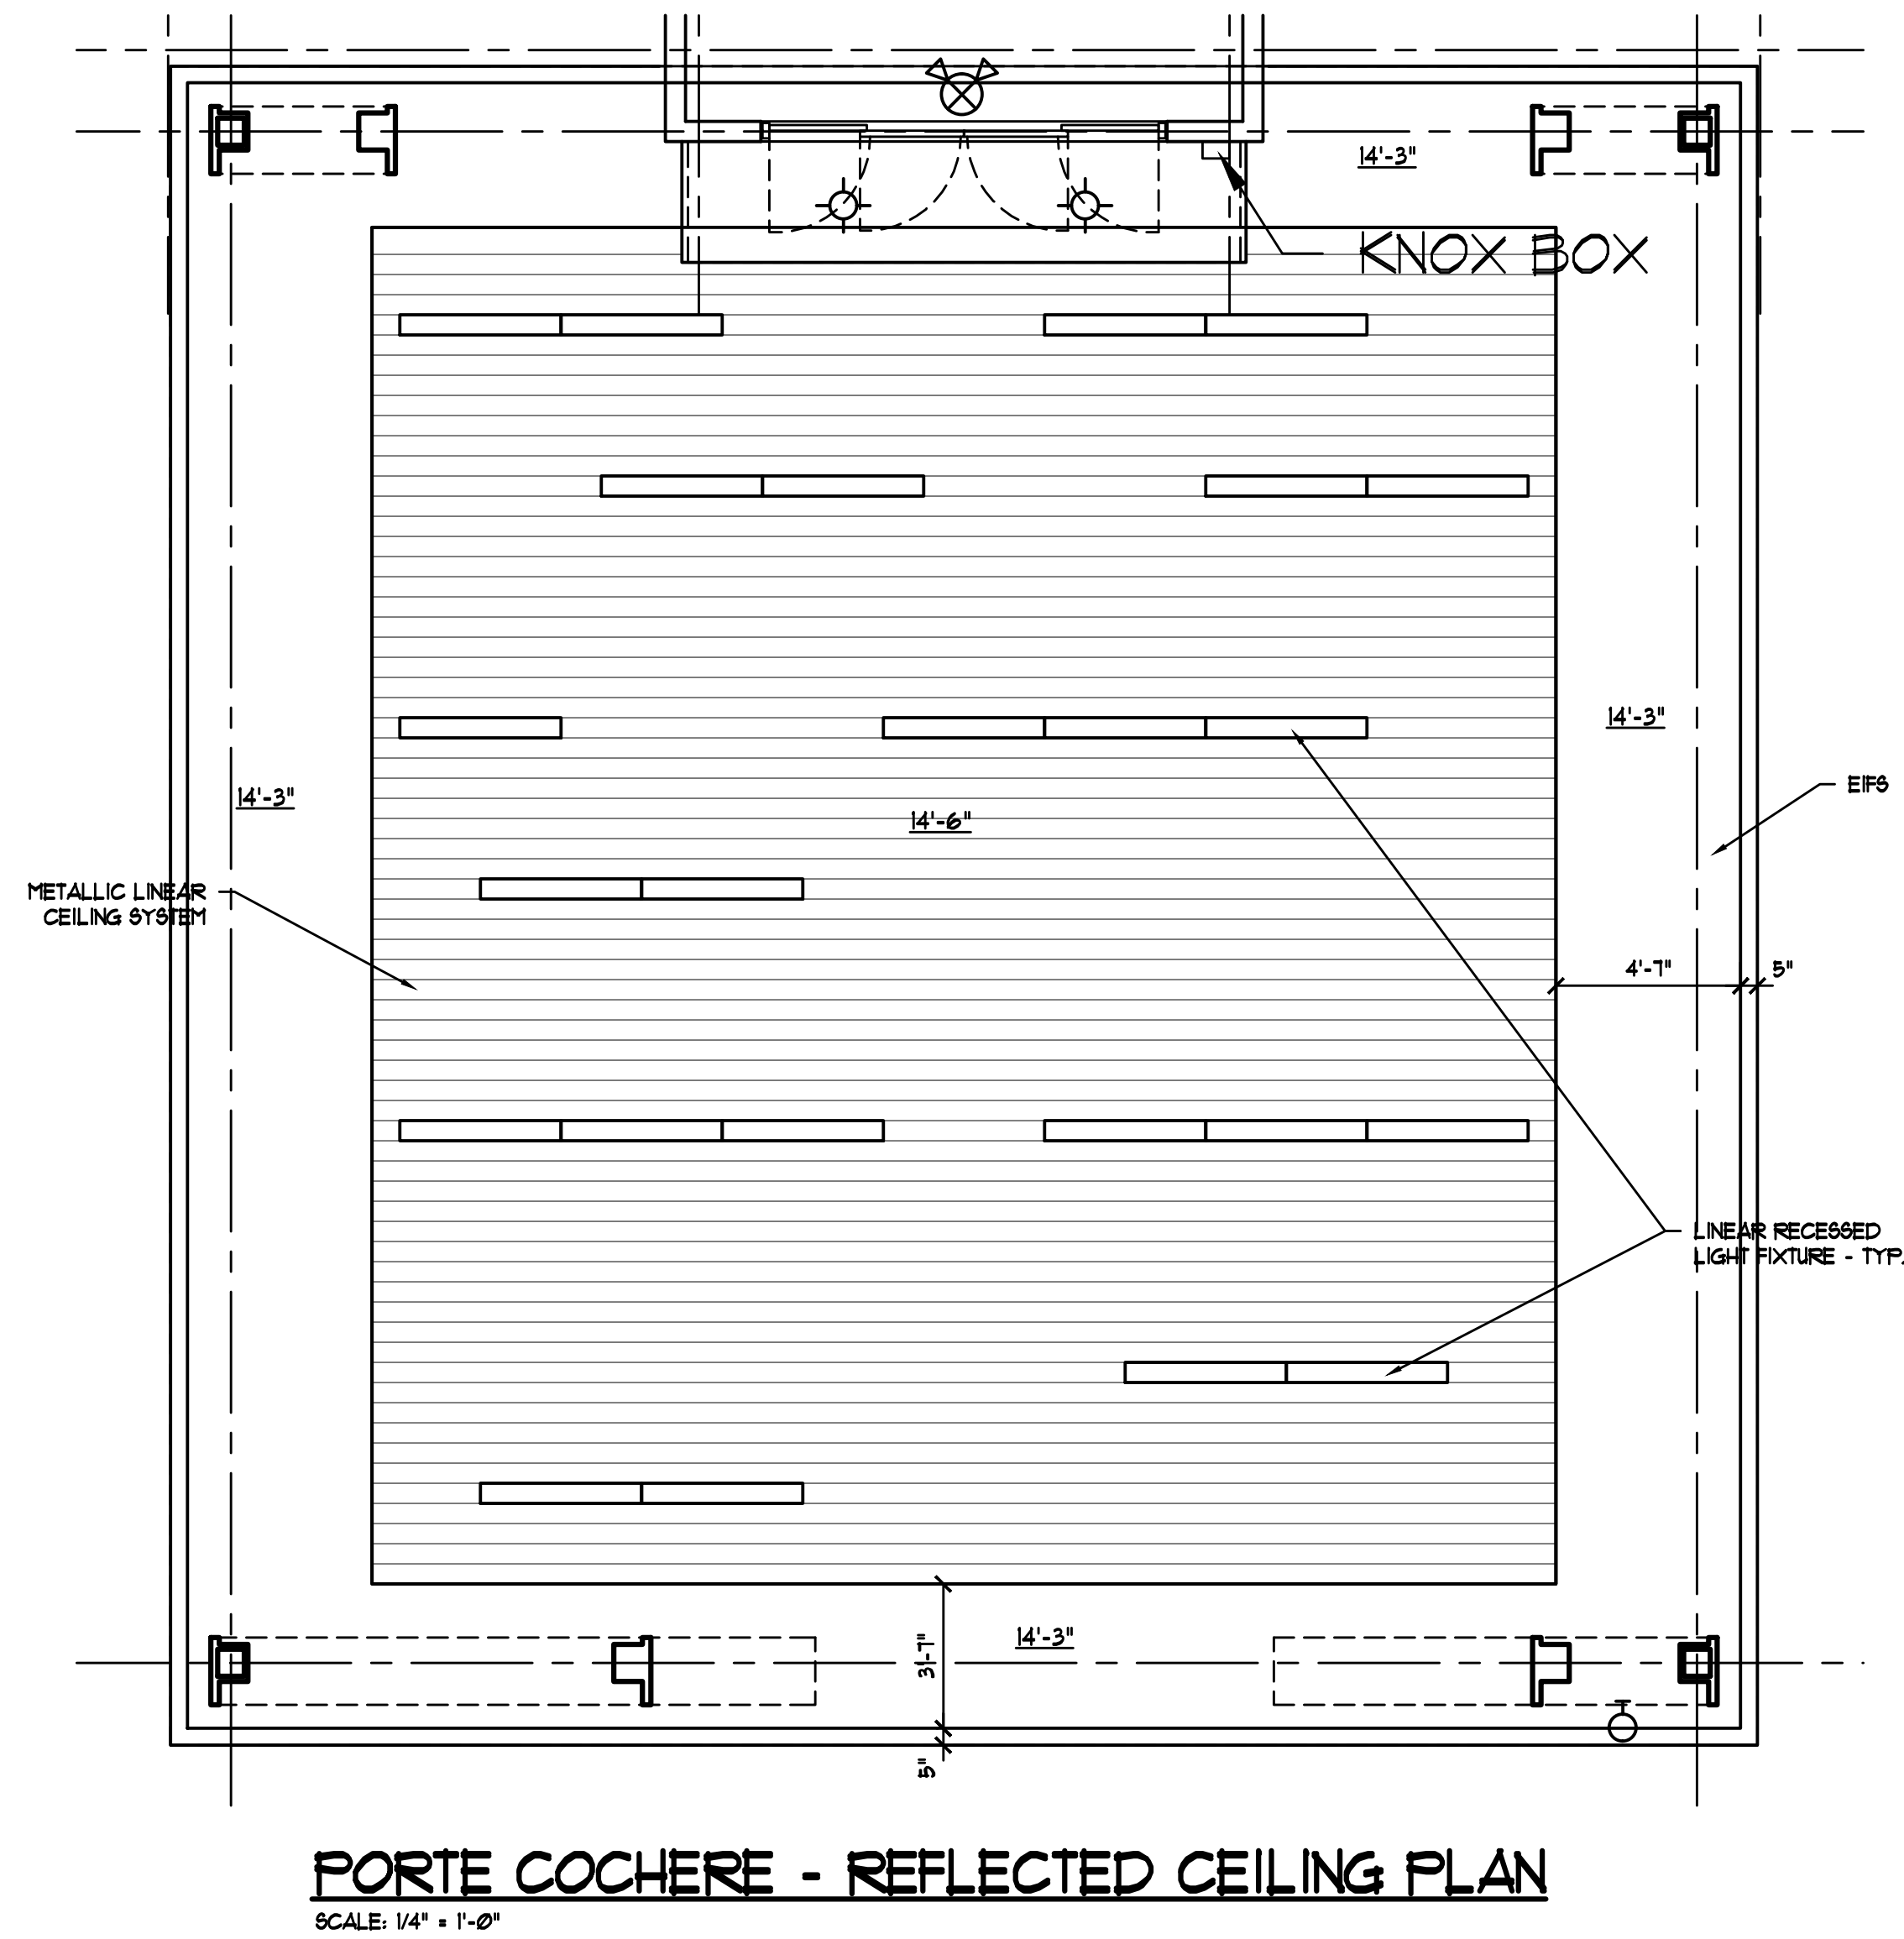 14'-3"
KNOX BOX
14'-3"
EIFS
14'-3"
14'-6"
METALLIC LINEAR
CEILING SYSTEM
4'-7"
5"
LINEAR RECESSED
LIGHT FIXTURE - TYP.
3'-7"
14'-3"
5"
PORTE COCHERE - REFLECTED CEILING PLAN
SCALE: 1/4" = 1'-0"